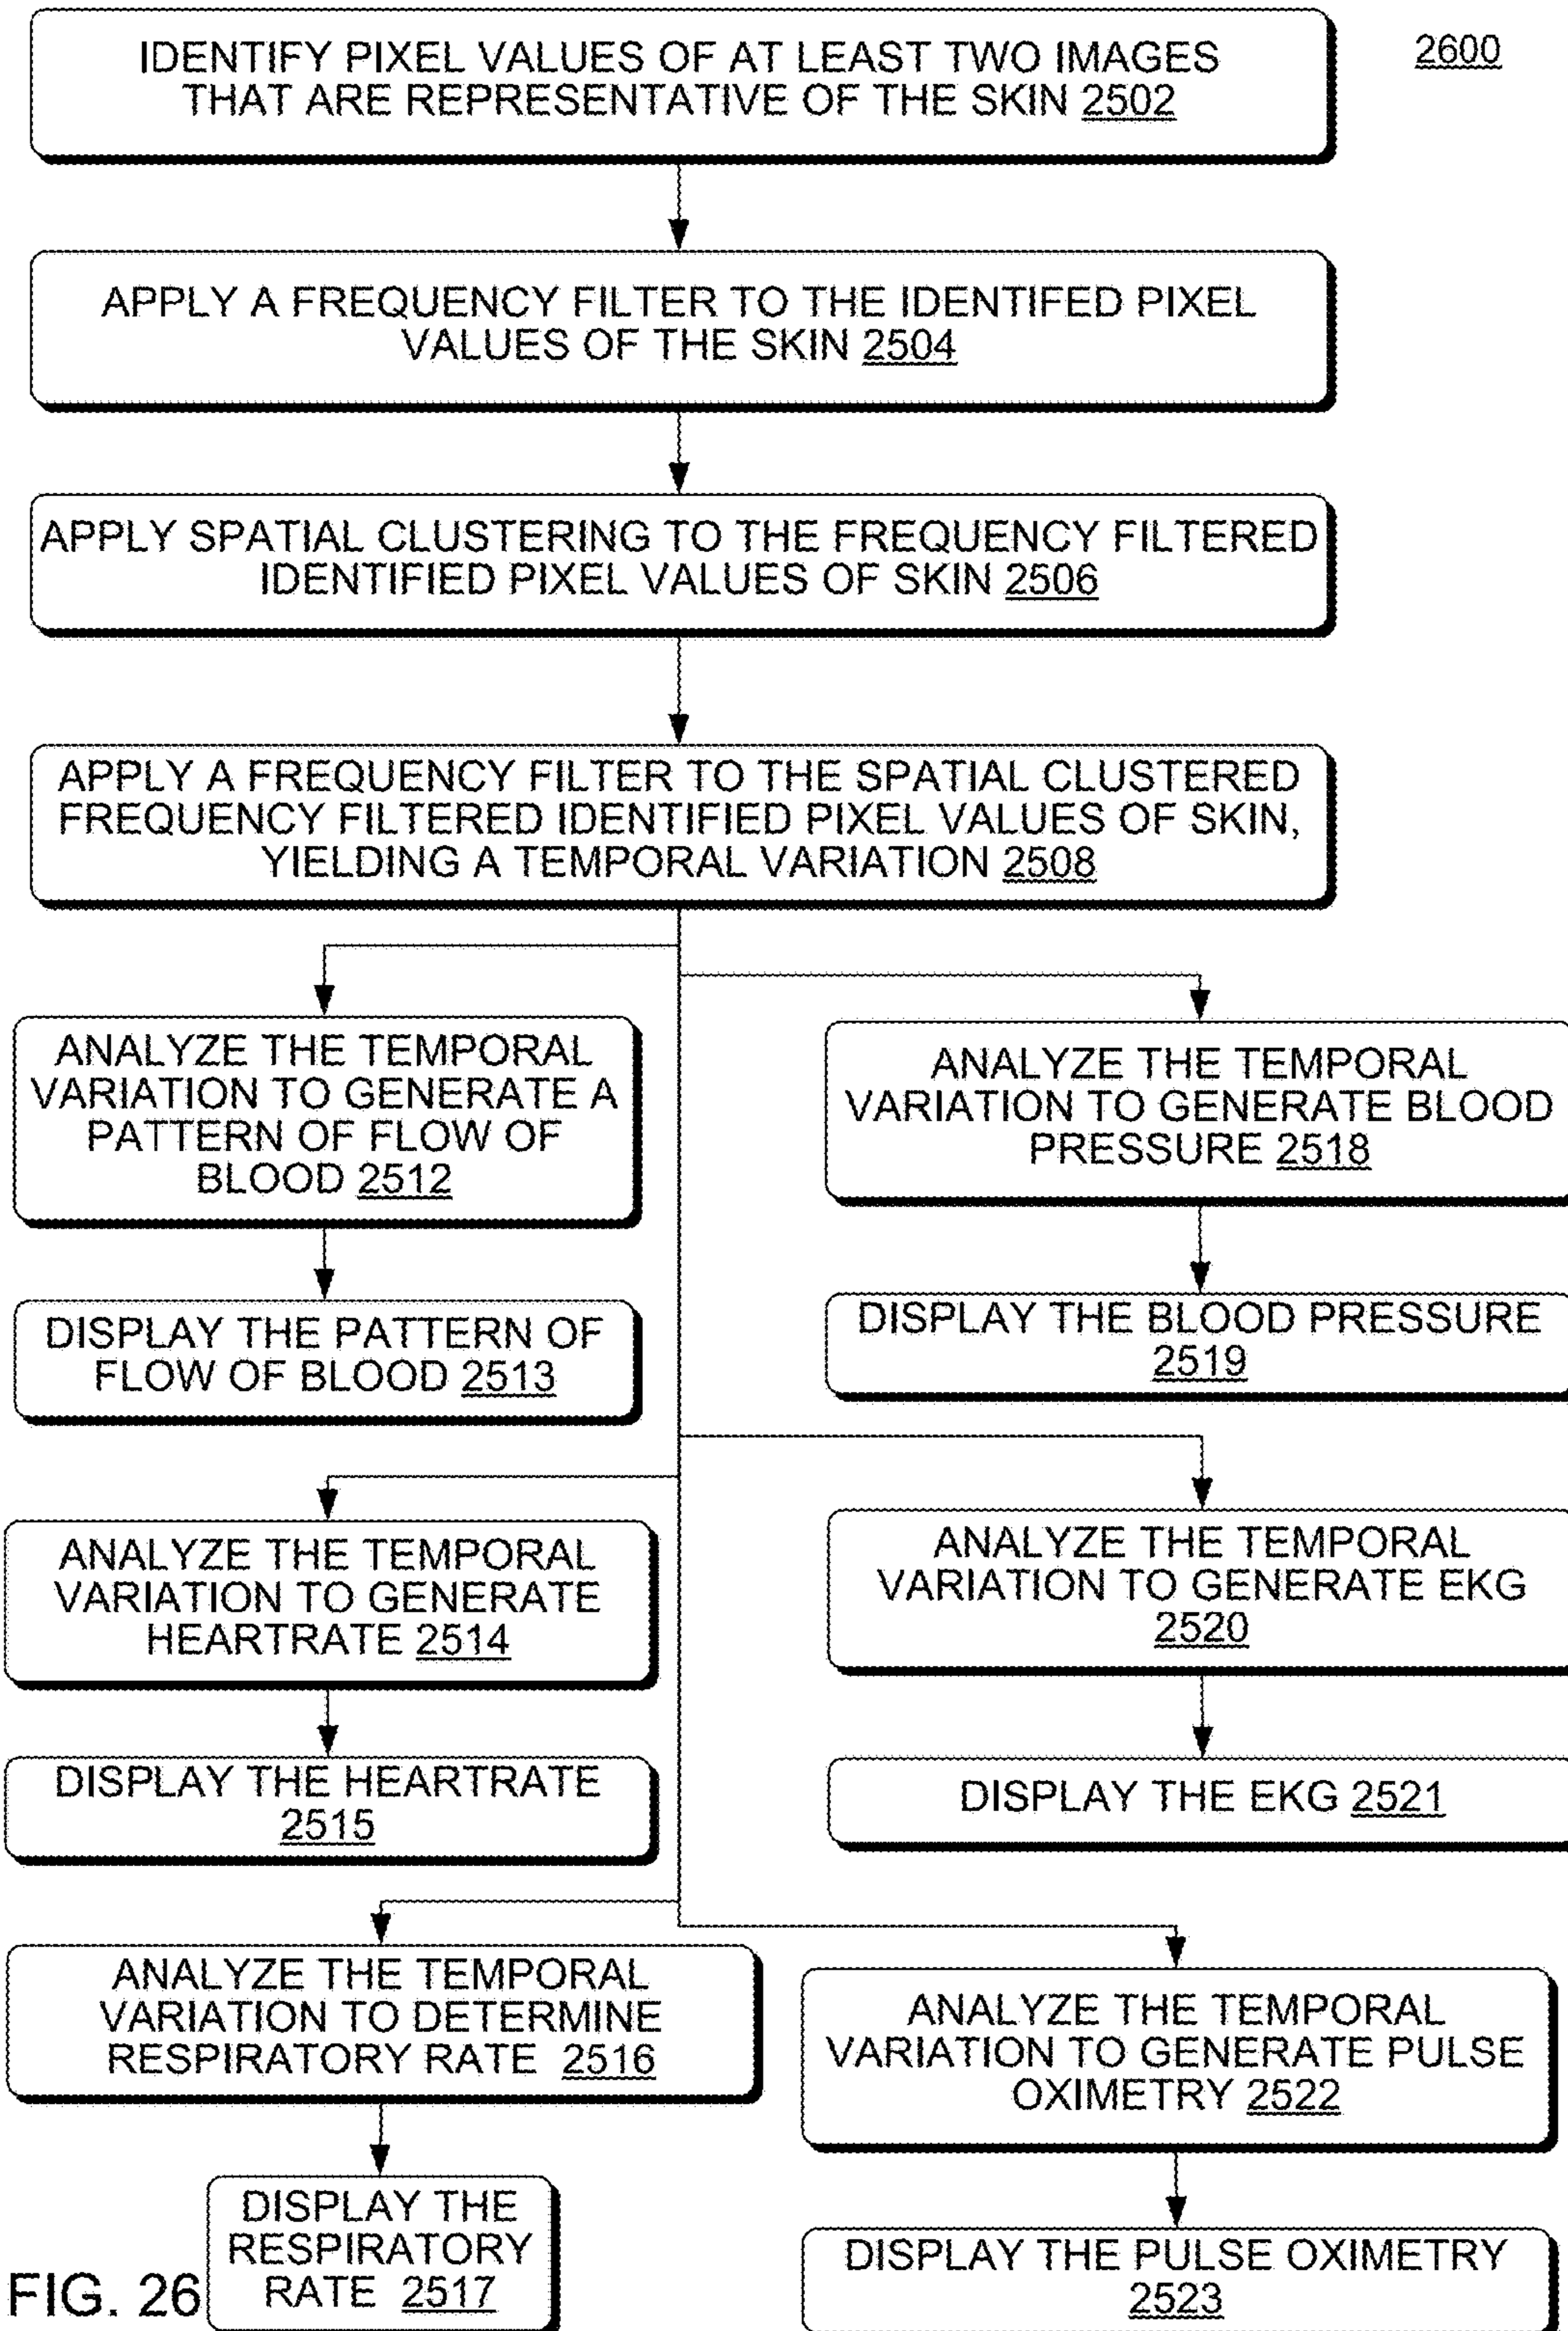 2600
IDENTIFY PIXEL VALUES OF AT LEAST TWO IMAGES
THAT ARE REPRESENTATIVE OF THE SKIN 2502
APPLY A FREQUENCY FILTER TO THE IDENTIFED PIXEL
VALUES OF THE SKIN 2504
APPLY SPATIAL CLUSTERING TO THE FREQUENCY FILTERED
IDENTIFIED PIXEL VALUES OF SKIN 2506
APPLY A FREQUENCY FILTER TO THE SPATIAL CLUSTERED
FREQUENCY FILTERED IDENTIFIED PIXEL VALUES OF SKIN,
YIELDING A TEMPORAL VARIATION 2508
ANALYZE THE TEMPORAL
VARIATION TO GENERATE A
PATTERN OF FLOW OF
BLOOD 2512
DISPLAY THE PATTERN OF
FLOW OF BLOOD 2513
ANALYZE THE TEMPORAL
VARIATION TO GENERATE BLOOD
PRESSURE 2518
DISPLAY THE BLOOD PRESSURE
2519
ANALYZE THE TEMPORAL
VARIATION TO GENERATE
HEARTRATE 2514
DISPLAY THE HEARTRATE
2515
ANALYZE THE TEMPORAL
VARIATION TO GENERATE EKG
2520
DISPLAY THE EKG 2521
ANALYZE THE TEMPORAL
VARIATION TO DETERMINE
RESPIRATORY RATE 2516
DISPLAY THE
RESPIRATORY
RATE 2517
ANALYZE THE TEMPORAL
VARIATION TO GENERATE PULSE
OXIMETRY 2522
DISPLAY THE PULSE OXIMETRY
2523
FIG. 26